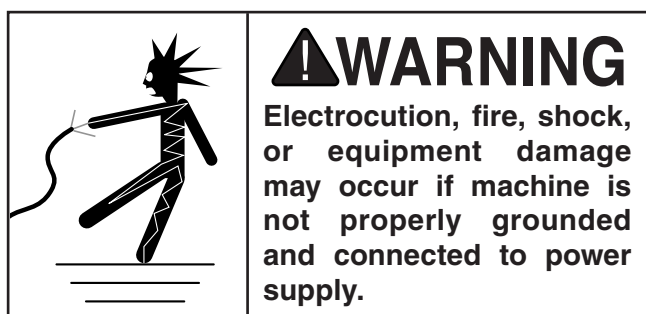 WARNING
Electrocution, fire, shock,
or equipment damage
may occur if machine is
not properly grounded
and connected to power
supply.